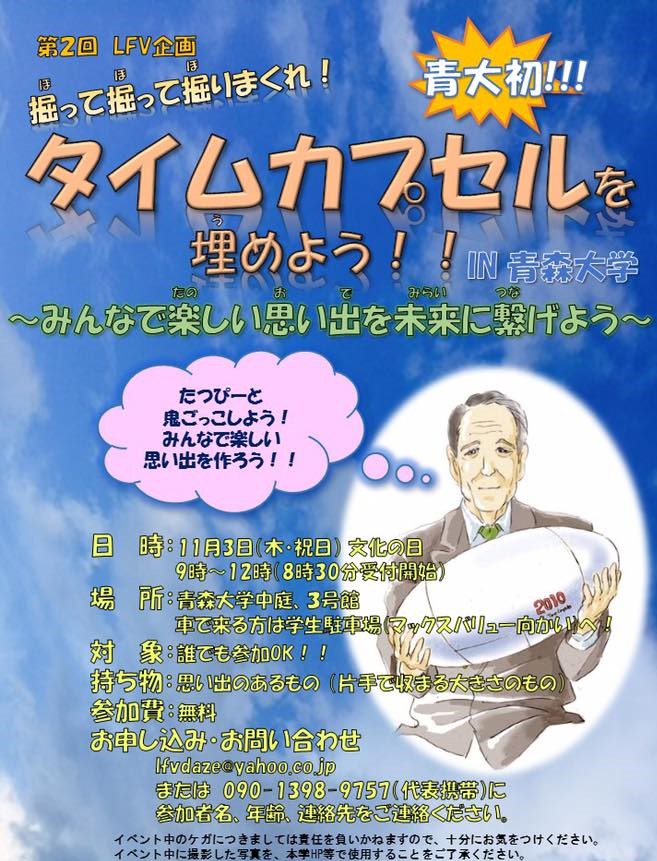 第2回 LFV企画
掘って掘って掘りまくれ!
ほ ほ ほ
青大初!!!
タイムカプセルを
う
埋めよう!!
IN 青森大学
たの お で みらい つな
～みんなで楽しい思い出を未来に繋げよう～
たつぴーと
鬼ごっこしよう!
みんなで楽しい
思い出を作ろう!!
2010
日 時:11月3日(木・祝日) 文化の日
9時～12時(8時30分受付開始)
場 所:青森大学中庭、3号館
車で来る方は学生駐車場(マックスバリュー向かい)へ!
対 象:誰でも参加OK!!
持ち物:思い出のあるもの (片手で収まる大きさのもの)
参加費:無料
お申し込み・お問い合わせ
lfvdaze@yahoo.co.jp
または 090-1398-9757(代表携帯)に
参加者名、年齢、連絡先をご連絡ください。
イベント中のケガにつきましては責任を負いかねますので、十分にお気をつけください。
イベント中に撮影した写真を、本学HP等で使用することをご了承ください。